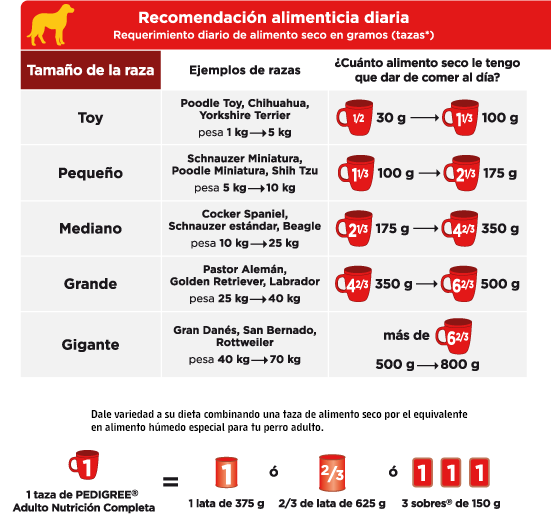 Recomendación alimenticia diaria
Requerimiento diario de alimento seco en gramos (tazas*)
Tamaño de la raza
Ejemplos de razas
¿Cuánto alimento seco le tengo
que dar de comer al día?
Toy
Poodle Toy, Chihuahua,
Yorkshire Terrier
pesa 1 kg → 5 kg
1/2 30 g → 1 1/3 100 g
Pequeño
Schnauzer Miniatura,
Poodle Miniatura, Shih Tzu
pesa 5 kg → 10 kg
1 1/3 100 g → 2 1/3 175 g
Mediano
Cocker Spaniel,
Schnauzer estándar, Beagle
pesa 10 kg → 25 kg
2 1/3 175 g → 4 2/3 350 g
Grande
Pastor Alemán,
Golden Retriever, Labrador
pesa 25 kg → 40 kg
4 2/3 350 g → 6 2/3 500 g
Gigante
Gran Danés, San Bernado,
Rottweiler
pesa 40 kg → 70 kg
más de 6 2/3
500 g → 800 g
Dale variedad a su dieta combinando una taza de alimento seco por el equivalente
en alimento húmedo especial para tu perro adulto.
1 = 1 ó 2/3 ó 1 1 1
1 taza de PEDIGREE®
Adulto Nutrición Completa
1 lata de 375 g
2/3 de lata de 625 g
3 sobres® de 150 g